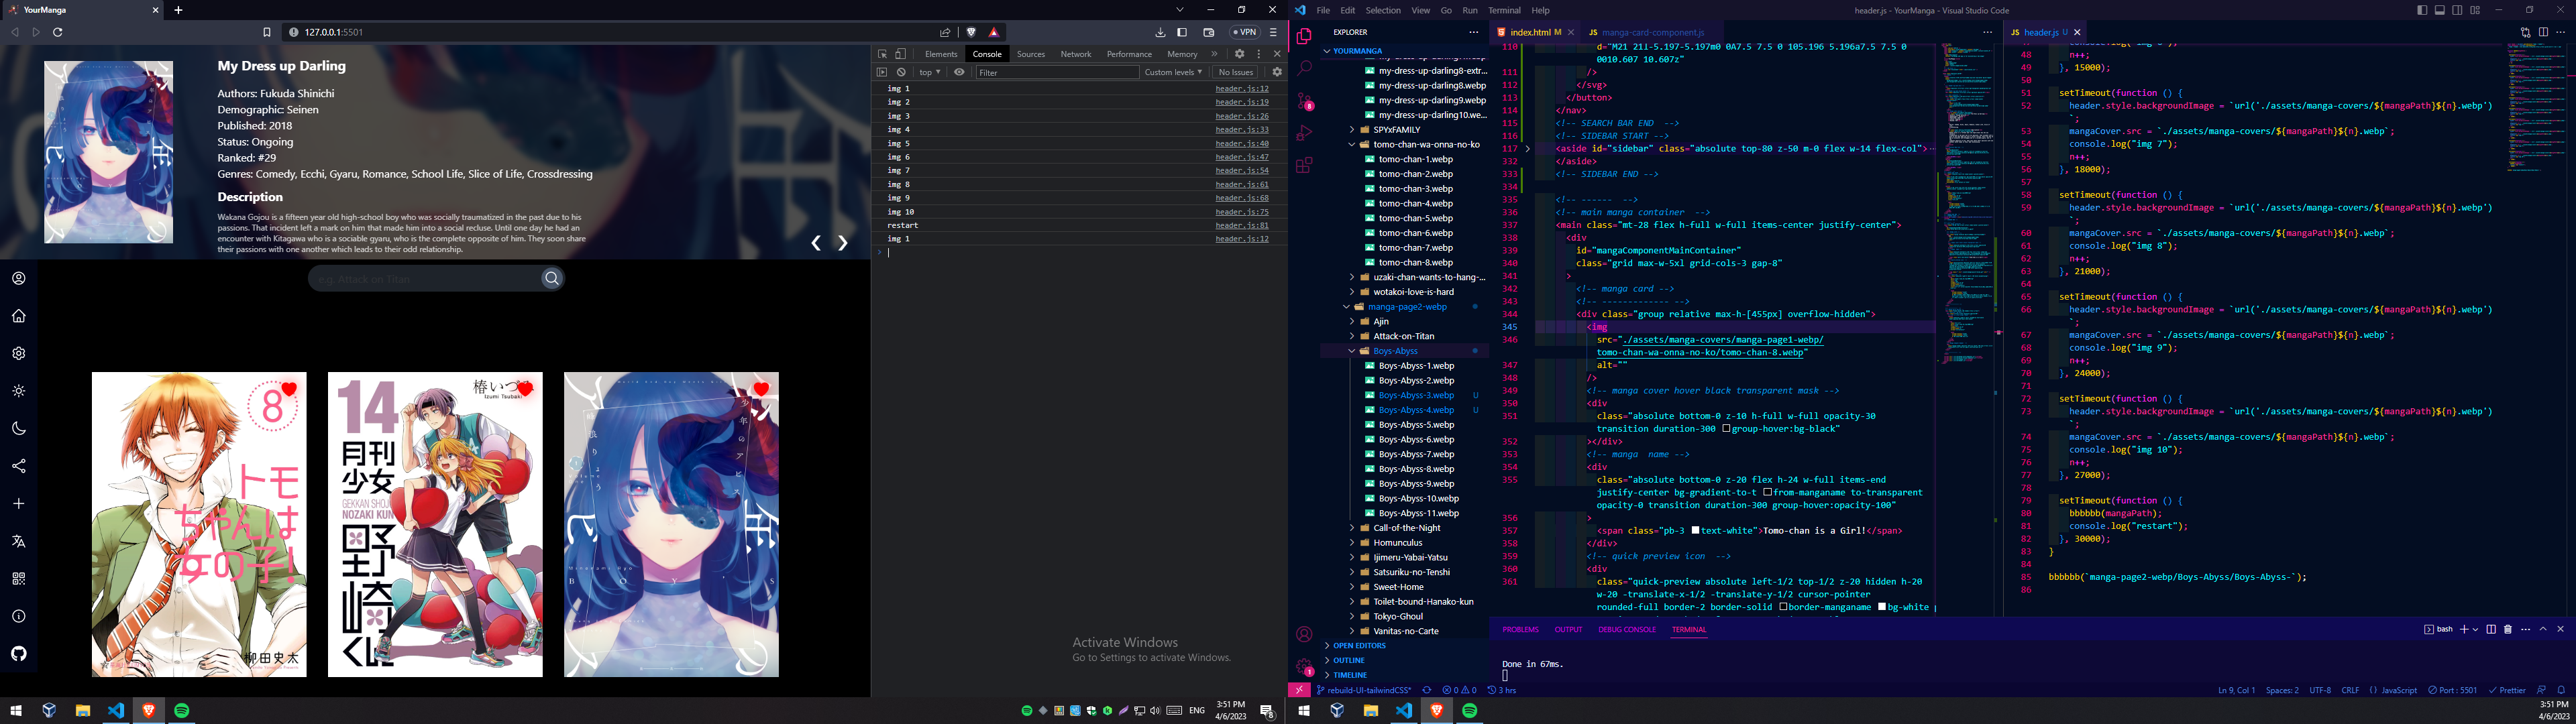 YourManga
127.0.0.1:5501
VPN
My Dress up Darling
Authors: Fukuda Shinichi
Demographic: Seinen
Published: 2018
Status: Ongoing
Ranked: #29
Genres: Comedy, Ecchi, Gyaru, Romance, School Life, Slice of Life, Crossdressing
Description
Wakana Gojou is a fifteen year old high-school boy who was socially traumatized in the past due to his
passions. That incident left a mark on him that made him into a social recluse. Until one day he had an
encounter with Kitagawa who is a sociable gyaru, who is the complete opposite of him. They soon share
their passions with one another which leads to their odd relationship.
e.g. Attack on Titan
8
トモ
ちゃんは
女の子!
柳田史太
14
椿いづみ
Izumi Tsubaki
月刊
少女
GEKKAN SHOJO
NOZAKI KUN
野
崎
くん
Elements Console Sources Network Performance Memory
top Filter Custom levels No Issues
img 1 header.js:12
img 2 header.js:19
img 3 header.js:26
img 4 header.js:33
img 5 header.js:40
img 6 header.js:47
img 7 header.js:54
img 8 header.js:61
img 9 header.js:68
img 10 header.js:75
restart header.js:81
img 1 header.js:12
Activate Windows
Go to Settings to activate Windows.
ENG
3:51 PM
4/6/2023
File Edit Selection View Go Run Terminal Help
header.js - YourManga - Visual Studio Code
EXPLORER
YOURMANGA
my-dress-up-darling8-extr...
my-dress-up-darling8.webp
my-dress-up-darling9.webp
my-dress-up-darling10.we...
SPYxFAMILY
tomo-chan-wa-onna-no-ko
tomo-chan-1.webp
tomo-chan-2.webp
tomo-chan-3.webp
tomo-chan-4.webp
tomo-chan-5.webp
tomo-chan-6.webp
tomo-chan-7.webp
tomo-chan-8.webp
uzaki-chan-wants-to-hang-...
wotakoi-love-is-hard
manga-page2-webp
Ajin
Attack-on-Titan
Boys-Abyss
Boys-Abyss-1.webp
Boys-Abyss-2.webp
Boys-Abyss-3.webp U
Boys-Abyss-4.webp U
Boys-Abyss-5.webp
Boys-Abyss-6.webp
Boys-Abyss-7.webp
Boys-Abyss-8.webp
Boys-Abyss-9.webp
Boys-Abyss-10.webp
Boys-Abyss-11.webp
Call-of-the-Night
Homunculus
Ijimeru-Yabai-Yatsu
Satsuriku-no-Tenshi
Sweet-Home
Toilet-bound-Hanako-kun
Tokyo-Ghoul
Vanitas-no-Carte
OPEN EDITORS
OUTLINE
TIMELINE
index.html M
manga-card-component.js
110 d="M21 21l-5.197-5.197m0 0A7.5 7.5 0 105.196 5.196a7.5 7.5 0
0010.607 10.607z"
111 />
112 </svg>
113 </button>
114 </nav>
115 <!-- SEARCH BAR END -->
116 <!-- SIDEBAR START -->
117 <aside id="sidebar" class="absolute top-80 z-50 m-0 flex w-14 flex-col">
332 </aside>
333 <!-- SIDEBAR END -->
334
335 <!-- ------ -->
336 <!-- main manga container -->
337 <main class="mt-28 flex h-full w-full items-center justify-center">
338 <div
339 id="mangaComponentMainContainer"
340 class="grid max-w-5xl grid-cols-3 gap-8"
341 >
342 <!-- manga card -->
343 <!-- ------------- -->
344 <div class="group relative max-h-[455px] overflow-hidden">
345 <img
346 src="./assets/manga-covers/manga-page1-webp/
tomo-chan-wa-onna-no-ko/tomo-chan-8.webp"
347 alt=""
348 />
349 <!-- manga cover hover black transparent mask -->
350 <div
351 class="absolute bottom-0 z-10 h-full w-full opacity-30
transition duration-300 group-hover:bg-black"
352 ></div>
353 <!-- manga name -->
354 <div
355 class="absolute bottom-0 z-20 flex h-24 w-full items-end
justify-center bg-gradient-to-t from-manganame to-transparent
opacity-0 transition duration-300 group-hover:opacity-100"
356 >
357 <span class="pb-3 text-white">Tomo-chan is a Girl!</span>
358 </div>
359 <!-- quick preview icon -->
360 <div
361 class="quick-preview absolute left-1/2 top-1/2 z-20 hidden h-20
w-20 -translate-x-1/2 -translate-y-1/2 cursor-pointer
rounded-full border-2 border-solid border-manganame bg-white
header.js U
48 n++;
49 }, 15000);
50
51 setTimeout(function () {
52 header.style.backgroundImage = `url('./assets/manga-covers/${mangaPath}${n}.webp')
`;
53 mangaCover.src = `./assets/manga-covers/${mangaPath}${n}.webp`;
54 console.log("img 7");
55 n++;
56 }, 18000);
57
58 setTimeout(function () {
59 header.style.backgroundImage = `url('./assets/manga-covers/${mangaPath}${n}.webp')
`;
60 mangaCover.src = `./assets/manga-covers/${mangaPath}${n}.webp`;
61 console.log("img 8");
62 n++;
63 }, 21000);
64
65 setTimeout(function () {
66 header.style.backgroundImage = `url('./assets/manga-covers/${mangaPath}${n}.webp')
`;
67 mangaCover.src = `./assets/manga-covers/${mangaPath}${n}.webp`;
68 console.log("img 9");
69 n++;
70 }, 24000);
71
72 setTimeout(function () {
73 header.style.backgroundImage = `url('./assets/manga-covers/${mangaPath}${n}.webp')
`;
74 mangaCover.src = `./assets/manga-covers/${mangaPath}${n}.webp`;
75 console.log("img 10");
76 n++;
77 }, 27000);
78
79 setTimeout(function () {
80 bbbbbb(mangaPath);
81 console.log("restart");
82 }, 30000);
83 }
84
85 bbbbbb(`manga-page2-webp/Boys-Abyss/Boys-Abyss-`);
86
PROBLEMS OUTPUT DEBUG CONSOLE TERMINAL
bash
Done in 67ms.
rebuild-UI-tailwindCSS* 0 0 3 hrs
Ln 9, Col 1 Spaces: 2 UTF-8 CRLF {} JavaScript Port : 5501 Prettier
3:51 PM
4/6/2023